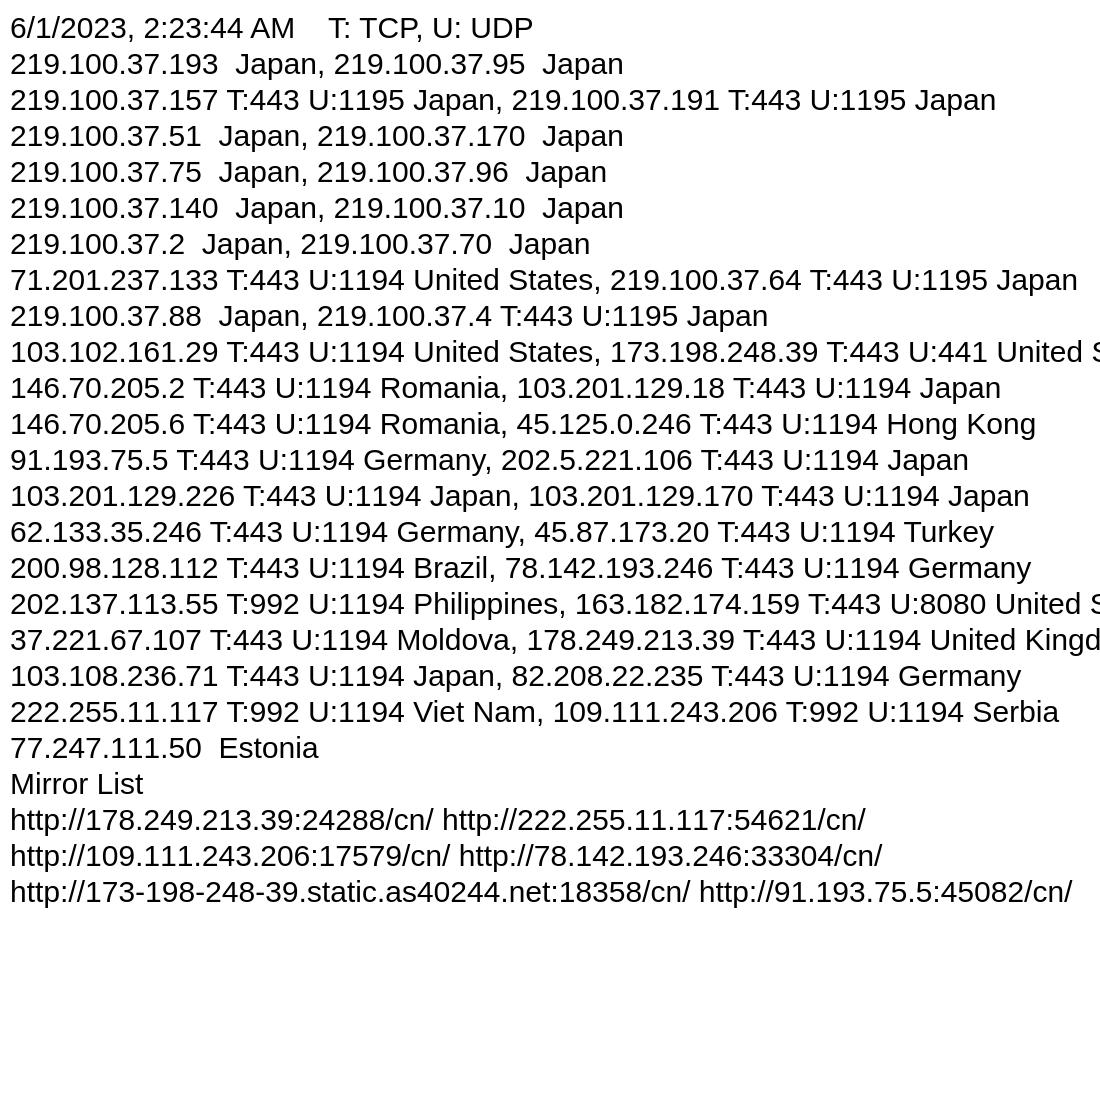 6/1/2023, 2:23:44 AM    T: TCP, U: UDP
219.100.37.193  Japan, 219.100.37.95  Japan
219.100.37.157 T:443 U:1195 Japan, 219.100.37.191 T:443 U:1195 Japan
219.100.37.51  Japan, 219.100.37.170  Japan
219.100.37.75  Japan, 219.100.37.96  Japan
219.100.37.140  Japan, 219.100.37.10  Japan
219.100.37.2  Japan, 219.100.37.70  Japan
71.201.237.133 T:443 U:1194 United States, 219.100.37.64 T:443 U:1195 Japan
219.100.37.88  Japan, 219.100.37.4 T:443 U:1195 Japan
103.102.161.29 T:443 U:1194 United States, 173.198.248.39 T:443 U:441 United S
146.70.205.2 T:443 U:1194 Romania, 103.201.129.18 T:443 U:1194 Japan
146.70.205.6 T:443 U:1194 Romania, 45.125.0.246 T:443 U:1194 Hong Kong
91.193.75.5 T:443 U:1194 Germany, 202.5.221.106 T:443 U:1194 Japan
103.201.129.226 T:443 U:1194 Japan, 103.201.129.170 T:443 U:1194 Japan
62.133.35.246 T:443 U:1194 Germany, 45.87.173.20 T:443 U:1194 Turkey
200.98.128.112 T:443 U:1194 Brazil, 78.142.193.246 T:443 U:1194 Germany
202.137.113.55 T:992 U:1194 Philippines, 163.182.174.159 T:443 U:8080 United S
37.221.67.107 T:443 U:1194 Moldova, 178.249.213.39 T:443 U:1194 United Kingd
103.108.236.71 T:443 U:1194 Japan, 82.208.22.235 T:443 U:1194 Germany
222.255.11.117 T:992 U:1194 Viet Nam, 109.111.243.206 T:992 U:1194 Serbia
77.247.111.50  Estonia
Mirror List
http://178.249.213.39:24288/cn/ http://222.255.11.117:54621/cn/
http://109.111.243.206:17579/cn/ http://78.142.193.246:33304/cn/
http://173-198-248-39.static.as40244.net:18358/cn/ http://91.193.75.5:45082/cn/